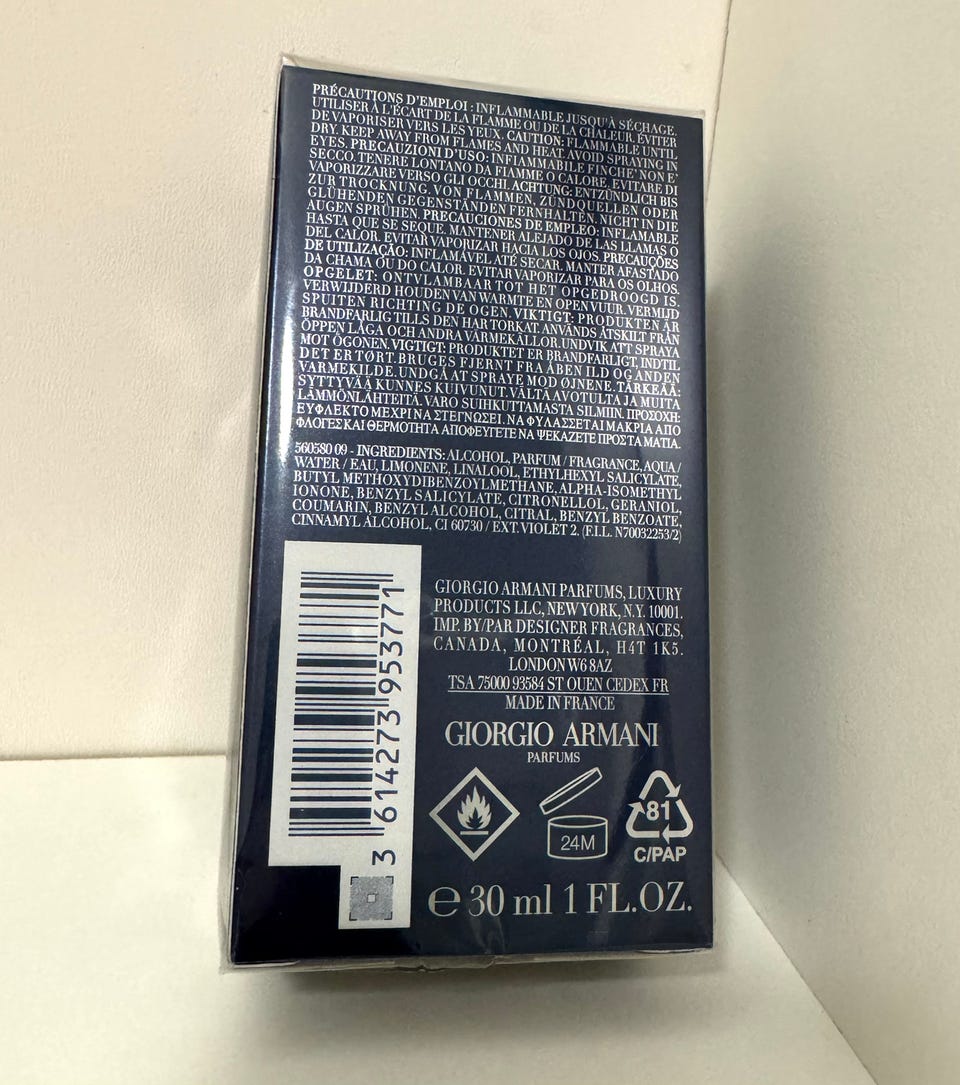 PRÉCAUTIONS D'EMPLOI : INFLAMMABLE JUSQU'À SÉCHAGE.
UTILISER À L'ÉCART DE LA FLAMME OU DE LA CHALEUR. ÉVITER
DE VAPORISER VERS LES YEUX. CAUTION: FLAMMABLE UNTIL
DRY. KEEP AWAY FROM FLAMES AND HEAT. AVOID SPRAYING IN
EYES. PRECAUZIONI D'USO: INFIAMMABILE FINCHE' NON E'
SECCO. TENERE LONTANO DA FIAMME O CALORE, EVITARE DI
VAPORIZZARE VERSO GLI OCCHI. ACHTUNG: ENTZÜNDLICH BIS
ZUR TROCKNUNG. VON FLAMMEN, ZÜNDQUELLEN ODER
GLÜHENDEN GEGENSTÄNDEN FERNHALTEN. NICHT IN DIE
AUGEN SPRÜHEN. PRECAUCIONES DE EMPLEO: INFLAMABLE
HASTA QUE SE SEQUE. MANTENER ALEJADO DE LAS LLAMAS O
DEL CALOR. EVITAR VAPORIZAR HACIA LOS OJOS. PRECAUÇÕES
DE UTILIZAÇÃO: INFLAMÁVEL ATÉ SECAR. MANTER AFASTADO
DA CHAMA OU DO CALOR. EVITAR VAPORIZAR PARA OS OLHOS.
OPGELET: ONTVLAMBAAR TOT HET OPGEDROOGD IS.
VERWIJDERD HOUDEN VAN WARMTE EN OPEN VUUR. VERMIJD
SPUITEN RICHTING DE OGEN. VIKTIGT: PRODUKTEN ÄR
BRANDFARLIG TILLS DEN HAR TORKAT. ANVÄNDS ÅTSKILT FRÅN
ÖPPEN LÅGA OCH ANDRA VÄRMEKÄLLOR. UNDVIK ATT SPRAYA
MOT ÖGONEN. VIGTIGT: PRODUKTET ER BRANDFARLIGT, INDTIL
DET ER TØRT. BRUGES FJERNT FRA ÅBEN ILD OG ANDEN
VARMEKILDE. UNDGÅ AT SPRAYE MOD ØJNENE. TÄRKEÄÄ:
SYTTYVÄÄ KUNNES KUIVUNUT. VÄLTÄ AVOTULTA JA MUITA
LÄMMÖNLÄHTEITÄ. VARO SUIHKUTTAMASTA SILMIIN. ΠΡΟΣΟΧΗ:
ΕΥΦΛΕΚΤΟ ΜΕΧΡΙ ΝΑ ΣΤΕΓΝΩΣΕΙ. ΝΑ ΦΥΛΑΣΣΕΤΑΙ ΜΑΚΡΙΑ ΑΠΟ
ΦΛΟΓΕΣ ΚΑΙ ΘΕΡΜΟΤΗΤΑ ΑΠΟΦΕΥΓΕΤΕ ΝΑ ΨΕΚΑΖΕΤΕ ΠΡΟΣ ΤΑ ΜΑΤΙΑ.
560580 09 - INGREDIENTS: ALCOHOL, PARFUM / FRAGRANCE, AQUA /
WATER / EAU, LIMONENE, LINALOOL, ETHYLHEXYL SALICYLATE,
BUTYL METHOXYDIBENZOYLMETHANE, ALPHA-ISOMETHYL
IONONE, BENZYL SALICYLATE, CITRONELLOL, GERANIOL,
COUMARIN, BENZYL ALCOHOL, CITRAL, BENZYL BENZOATE,
CINNAMYL ALCOHOL, CI 60730 / EXT. VIOLET 2. (F.I.L. N70032253/2)
GIORGIO ARMANI PARFUMS, LUXURY
PRODUCTS LLC, NEW YORK, N.Y. 10001.
IMP. BY/PAR DESIGNER FRAGRANCES,
CANADA, MONTRÉAL, H4T 1K5.
LONDON W6 8AZ
TSA 75000 93584 ST OUEN CEDEX FR
MADE IN FRANCE
GIORGIO ARMANI
PARFUMS
3 614273 953771
24M
81
C/PAP
℮ 30 ml 1 FL.OZ.